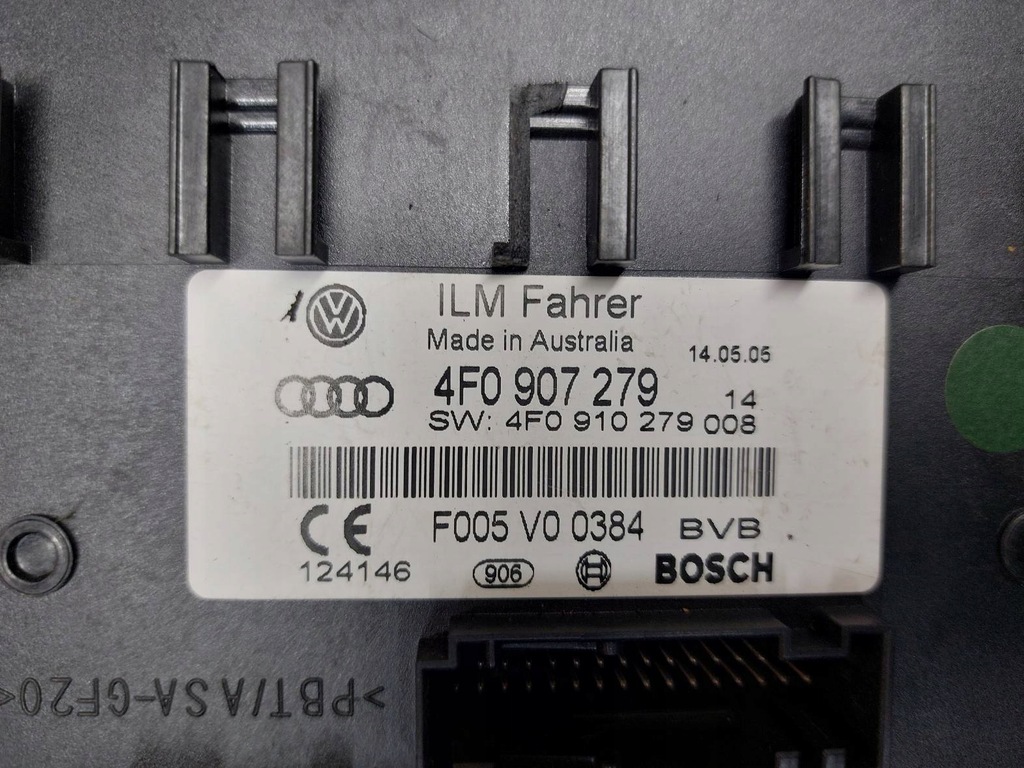 ILM Fahrer
Made in Australia
14.05.05
4F0 907 279
14
SW: 4F0 910 279 008
CE
F005 V0 0384 BVB
124146
906
BOSCH
>PBT/ASA-GF20<